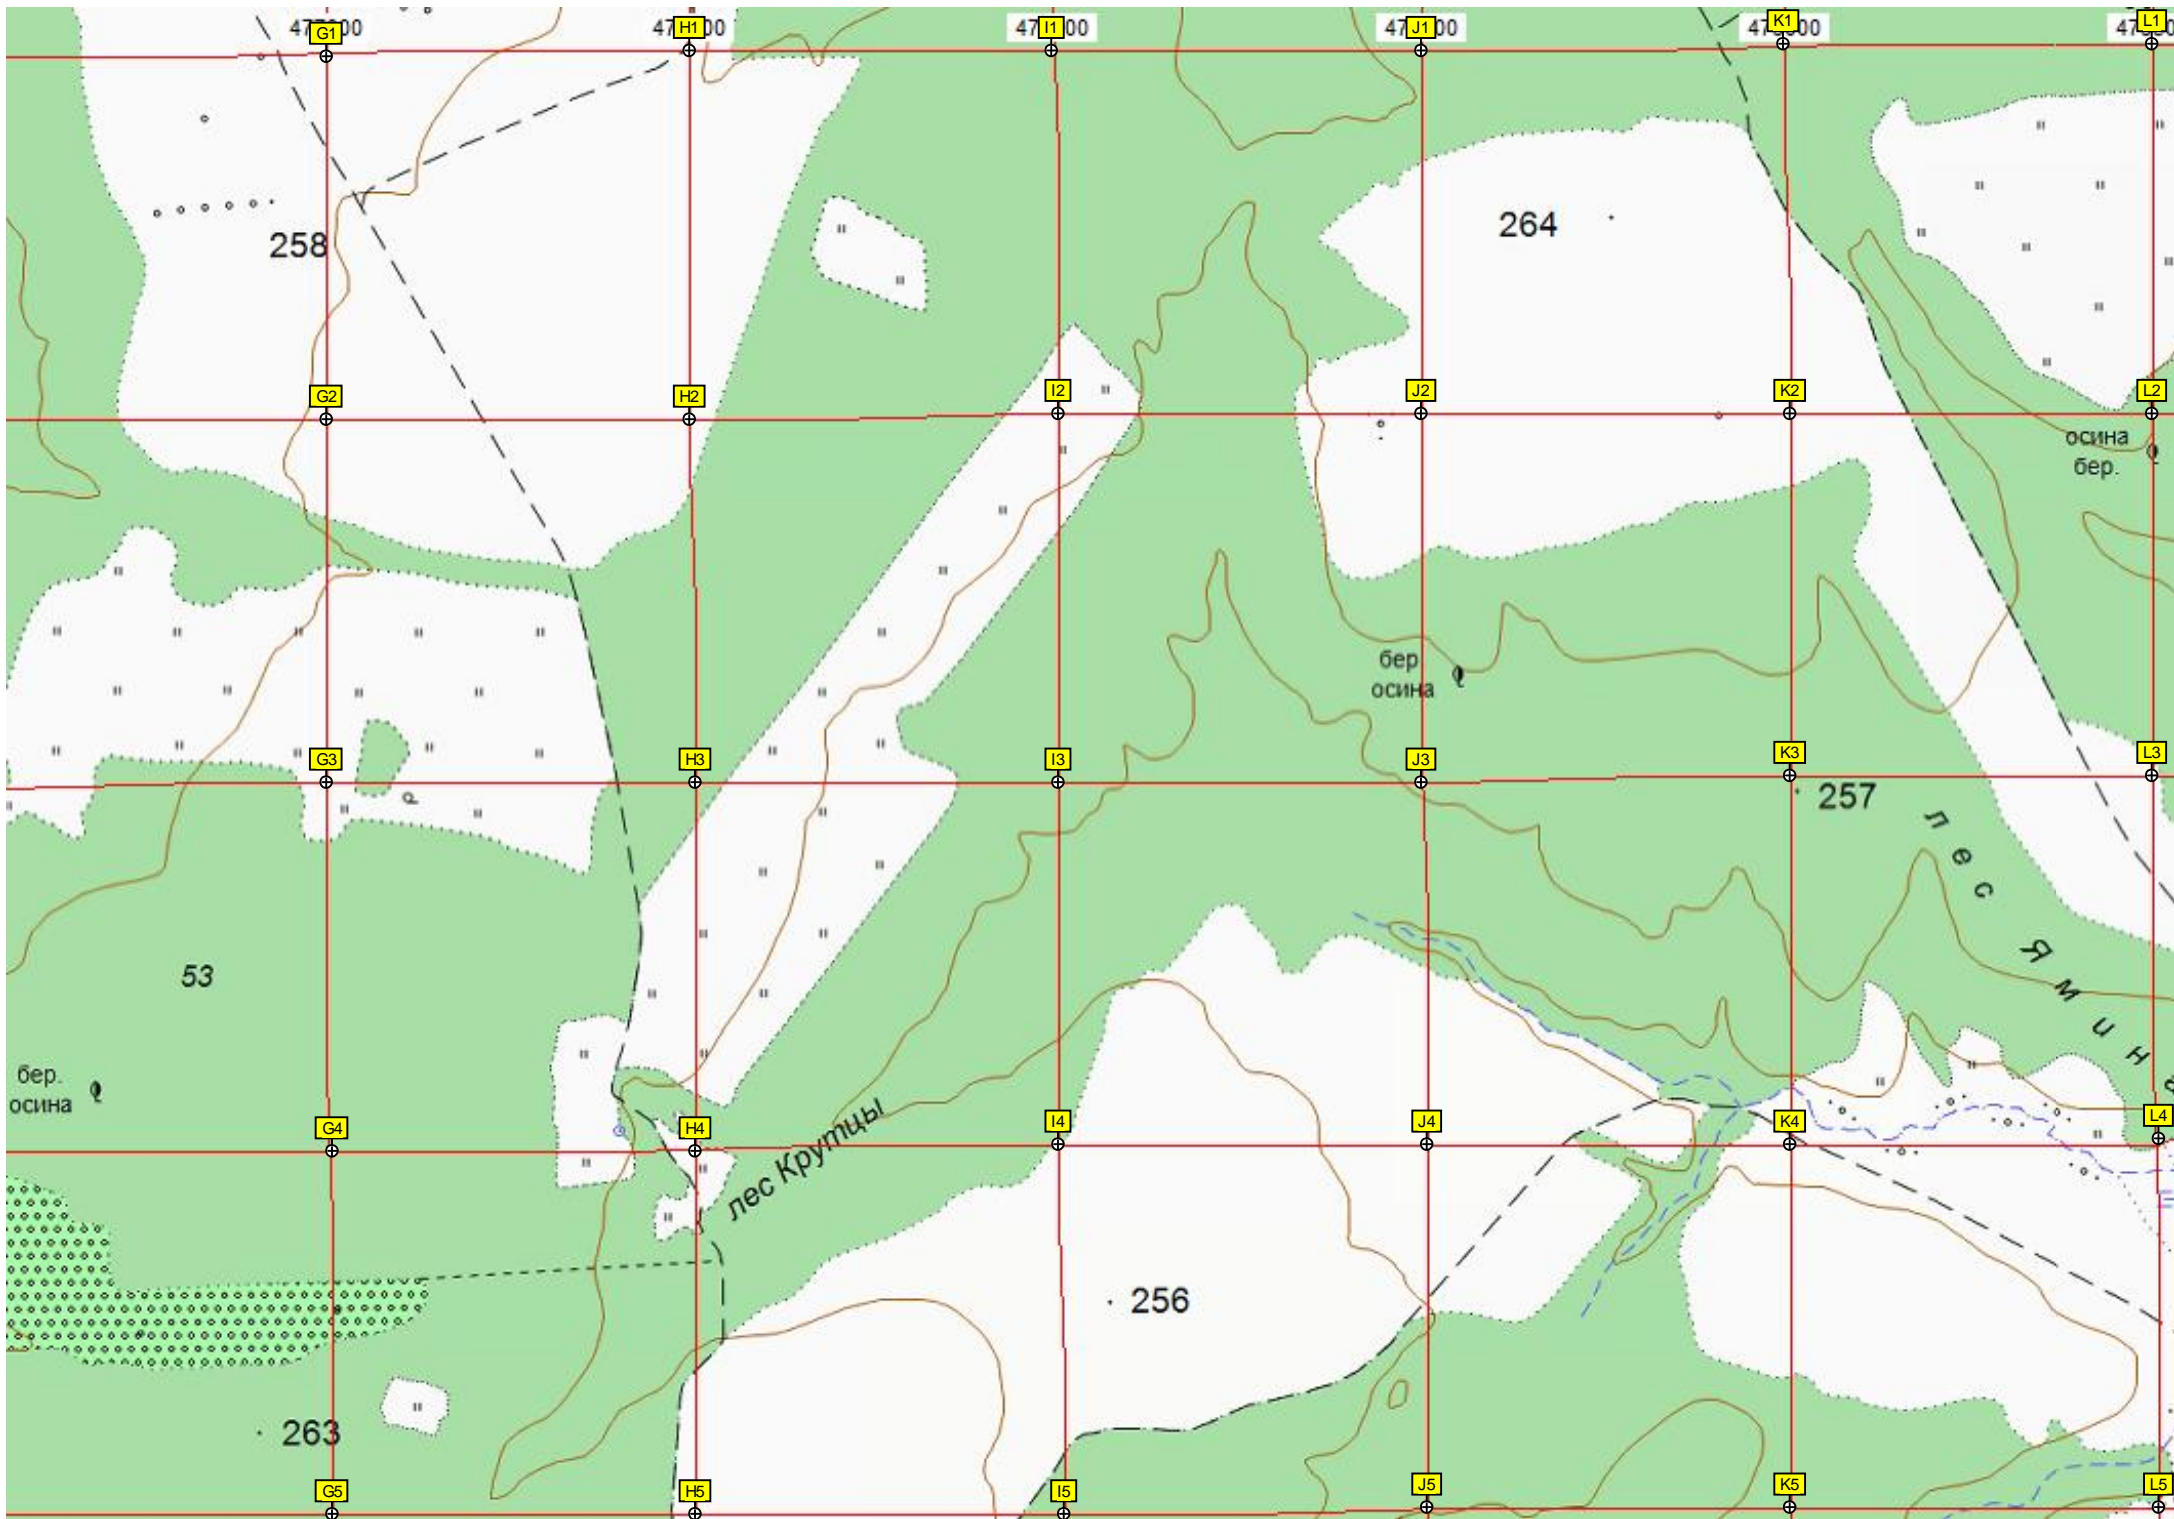 G1
H1
I1
J1
K1
L1
258
264
G2
H2
I2
J2
K2
L2
осина
бер.
бер
осина
G3
H3
I3
J3
K3
L3
257
лес Ямин
53
бер.
осина
G4
H4
I4
J4
K4
L4
лес Крутцы
256
263
G5
H5
I5
J5
K5
L5